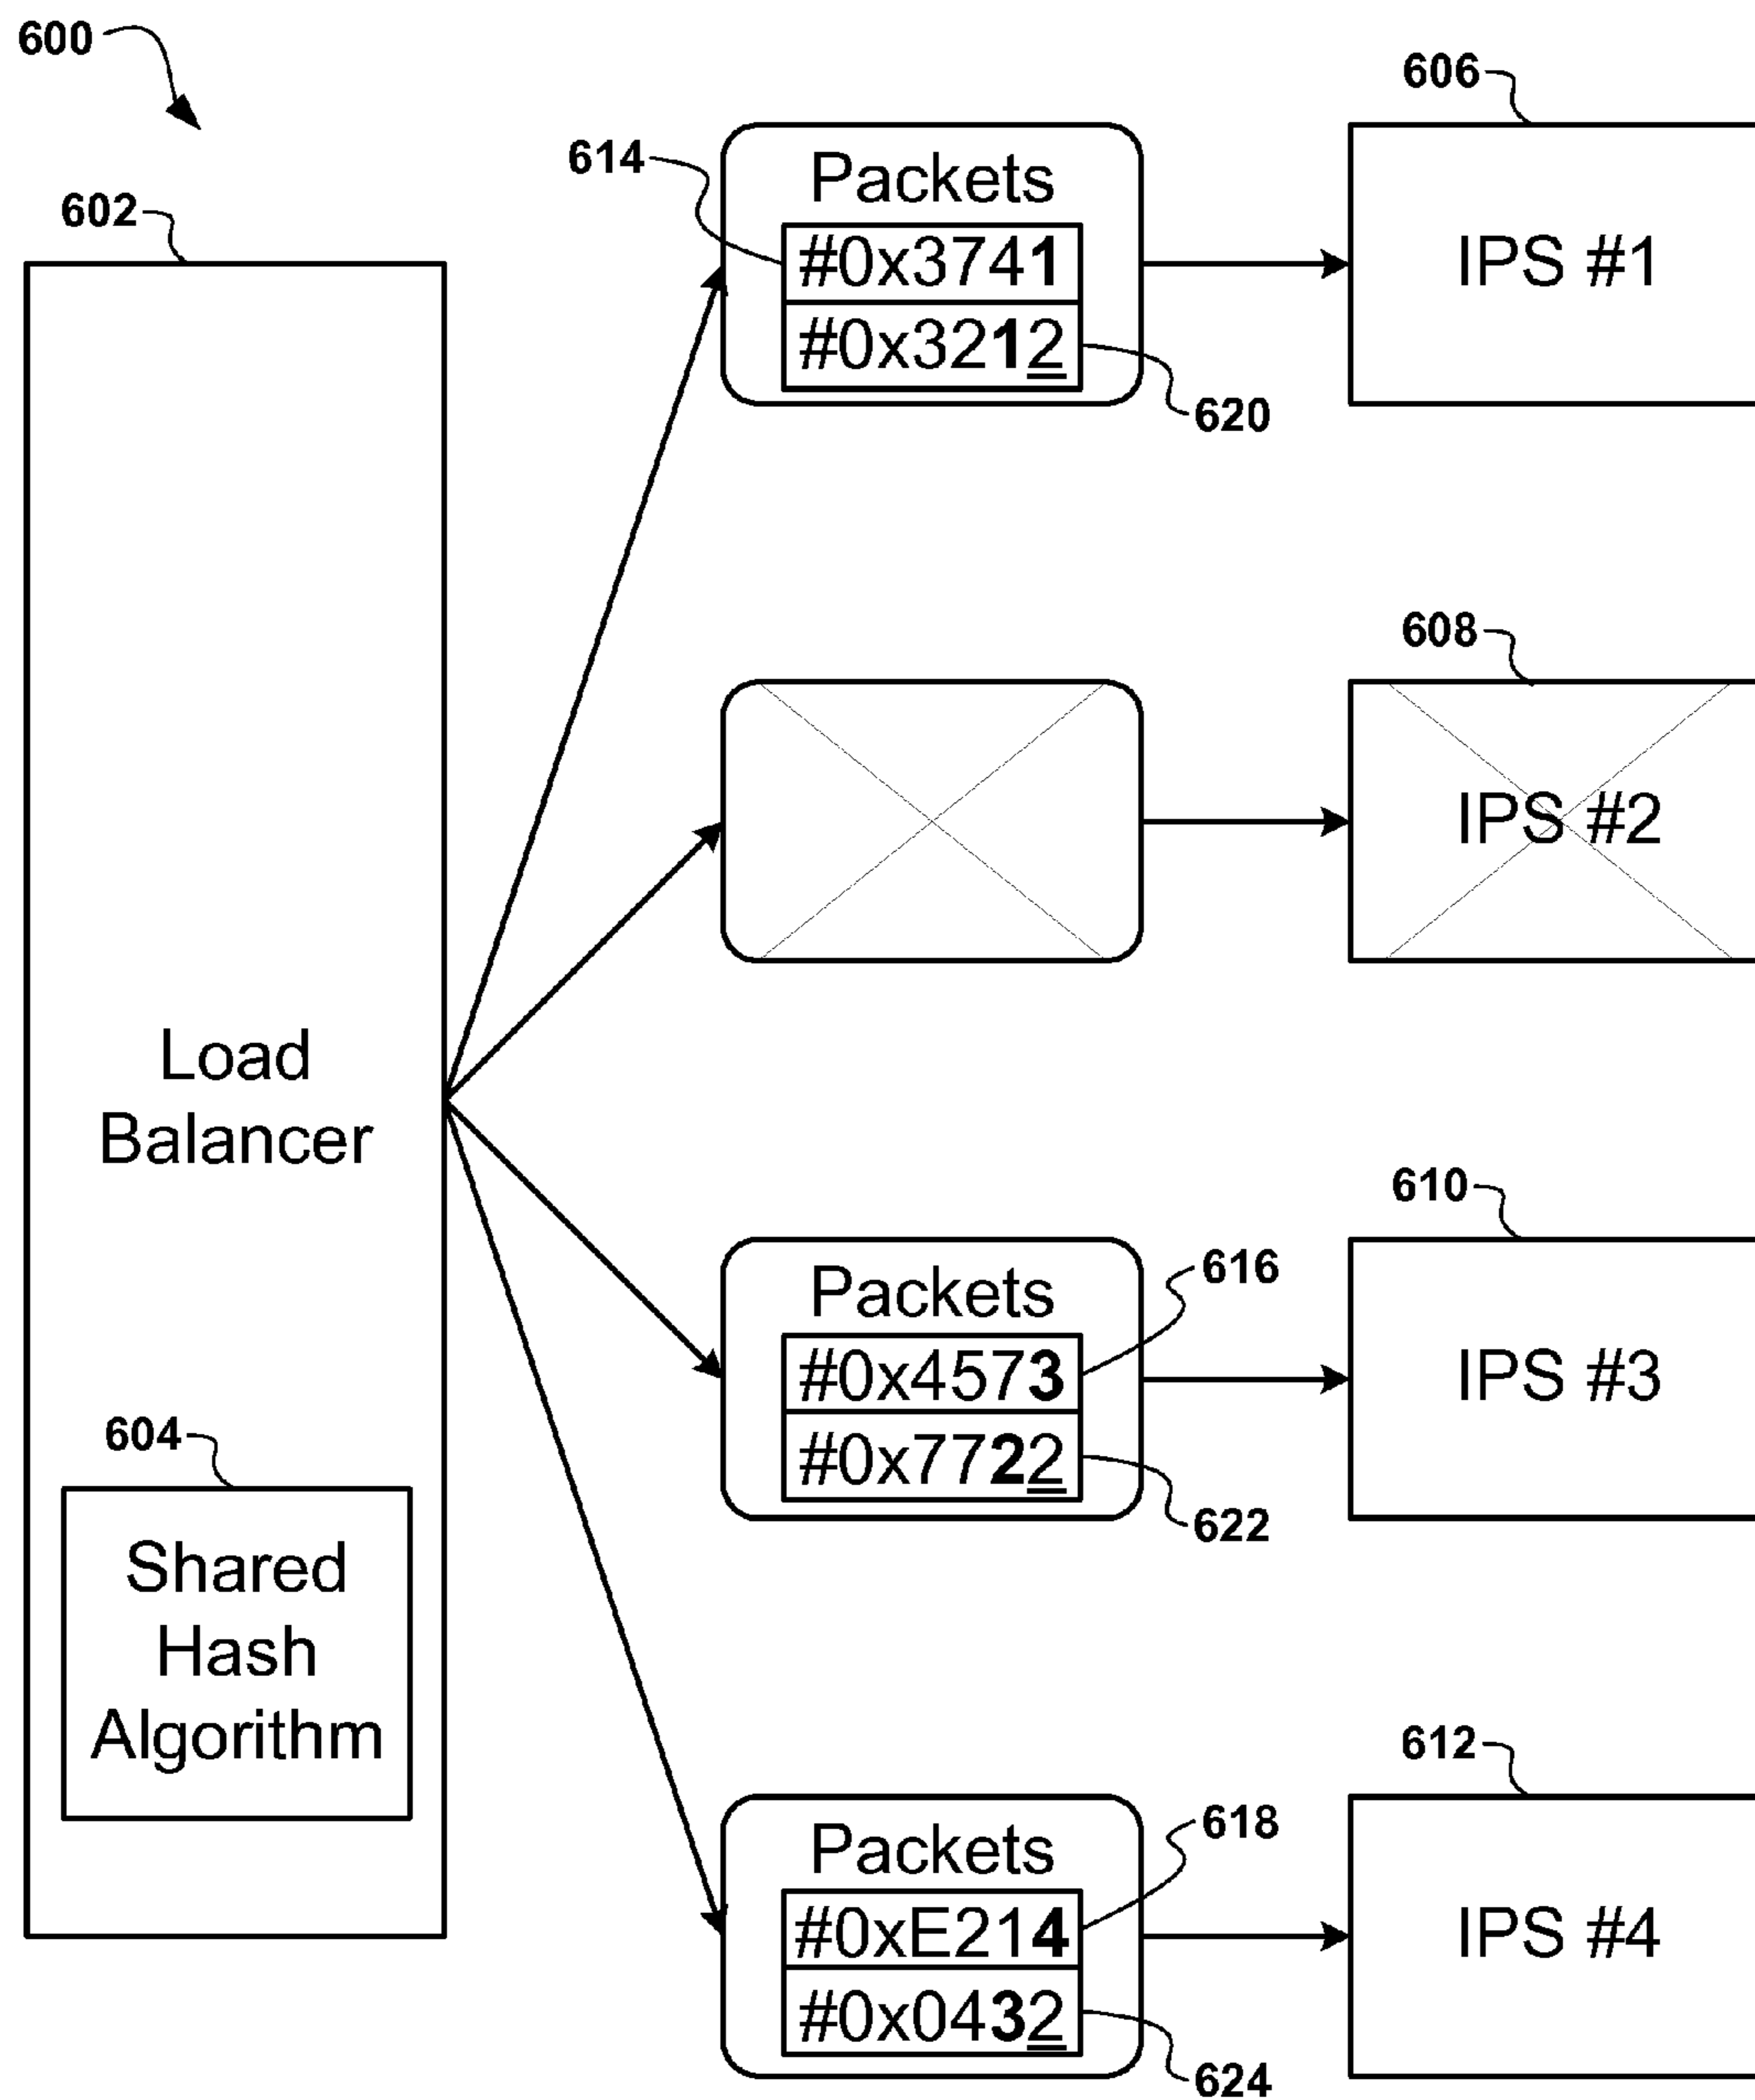 600
602
Load
Balancer
604
Shared
Hash
Algorithm
614
Packets
#0x3741
#0x3212
620
606
IPS #1
608
IPS #2
616
Packets
#0x4573
#0x7722
622
610
IPS #3
618
Packets
#0xE214
#0x0432
624
612
IPS #4